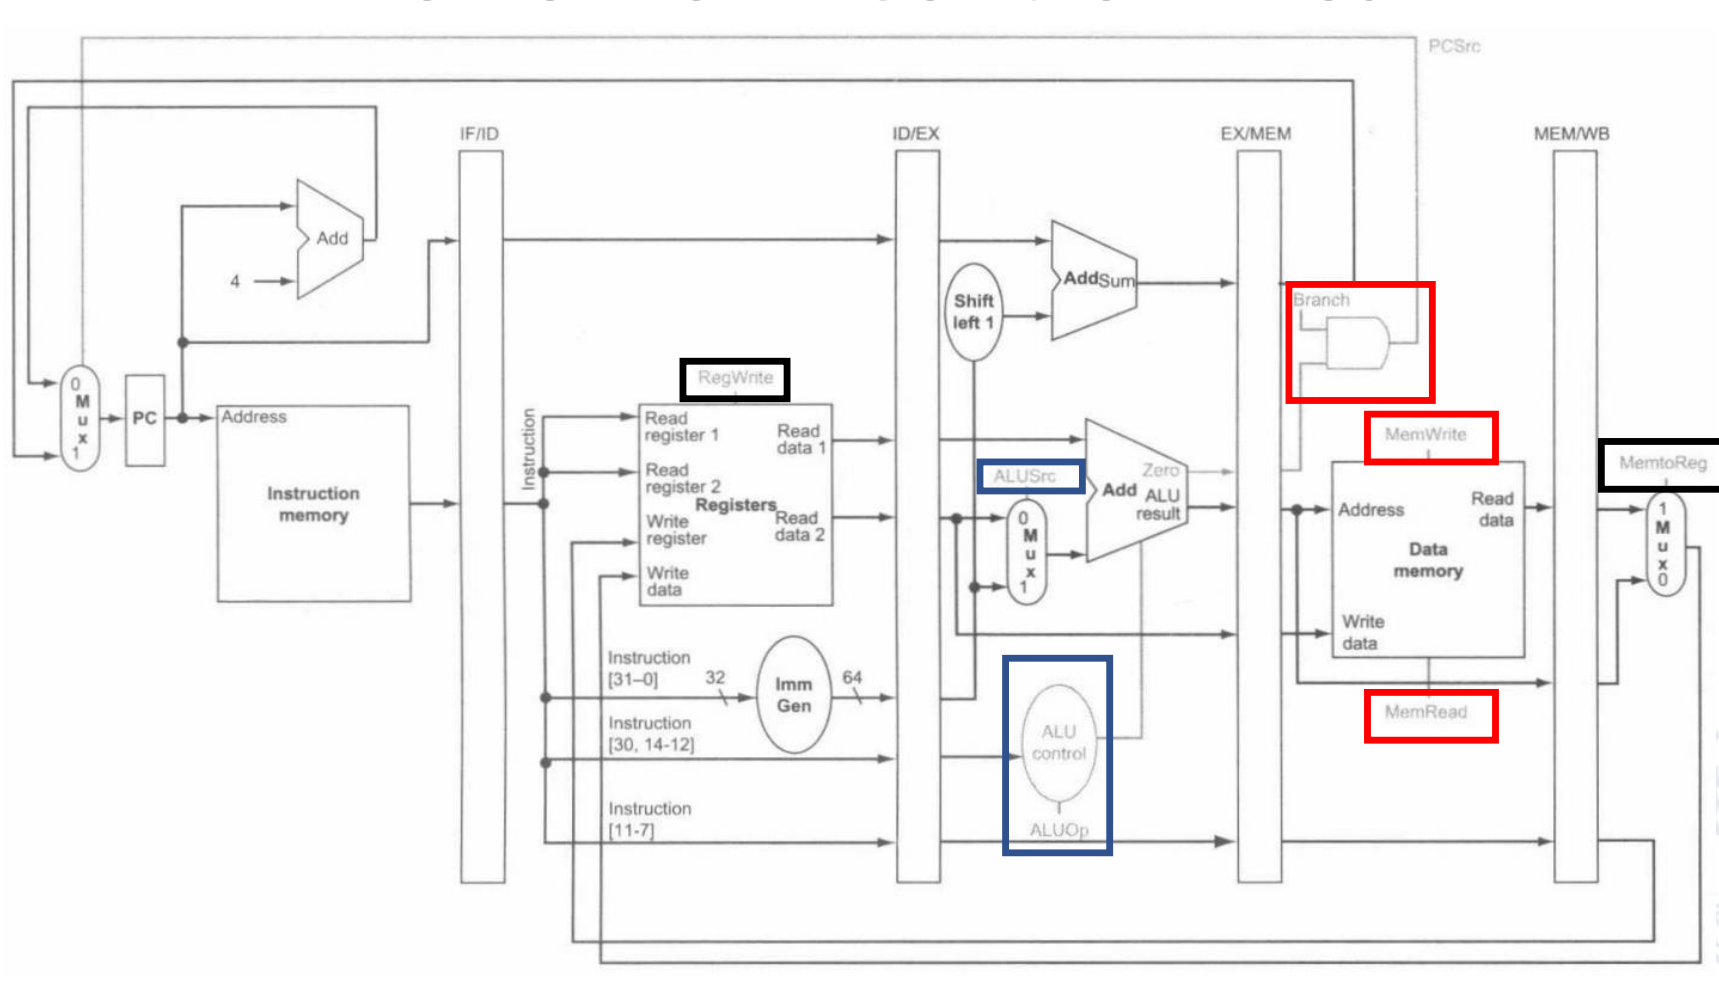 PCSrc
IF/ID
ID/EX
EX/MEM
MEM/WB
Add
4
Add Sum
Shift
left 1
Branch
RegWrite
0
M
u
x
1
PC
Address
Instruction
memory
Instruction
Read
register 1
Read
data 1
Read
register 2
Registers
Write
register
Read
data 2
Write
data
ALUSrc
0
M
u
x
1
Zero
Add
ALU
result
MemWrite
Address
Read
data
Data
memory
Write
data
MemRead
MemtoReg
1
M
u
x
0
Instruction
[31–0]
32
Imm
Gen
64
Instruction
[30, 14-12]
ALU
control
Instruction
[11-7]
ALUOp